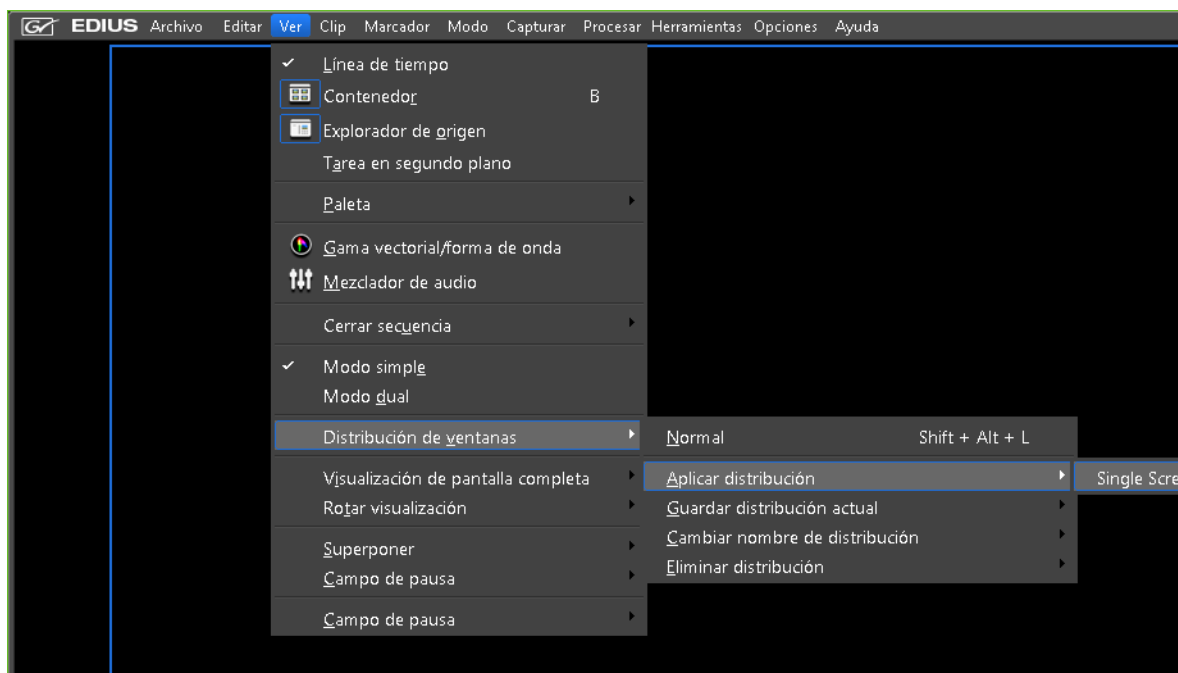 GV EDIUS Archivo Editar Ver Clip Marcador Modo Capturar Procesar Herramientas Opciones Ayuda
Línea de tiempo
Contenedor B
Explorador de origen
Tarea en segundo plano
Paleta
Gama vectorial/forma de onda
Mezclador de audio
Cerrar secuencia
Modo simple
Modo dual
Distribución de ventanas
Visualización de pantalla completa
Rotar visualización
Superponer
Campo de pausa
Campo de pausa
Normal Shift + Alt + L
Aplicar distribución
Guardar distribución actual
Cambiar nombre de distribución
Eliminar distribución
Single Scre